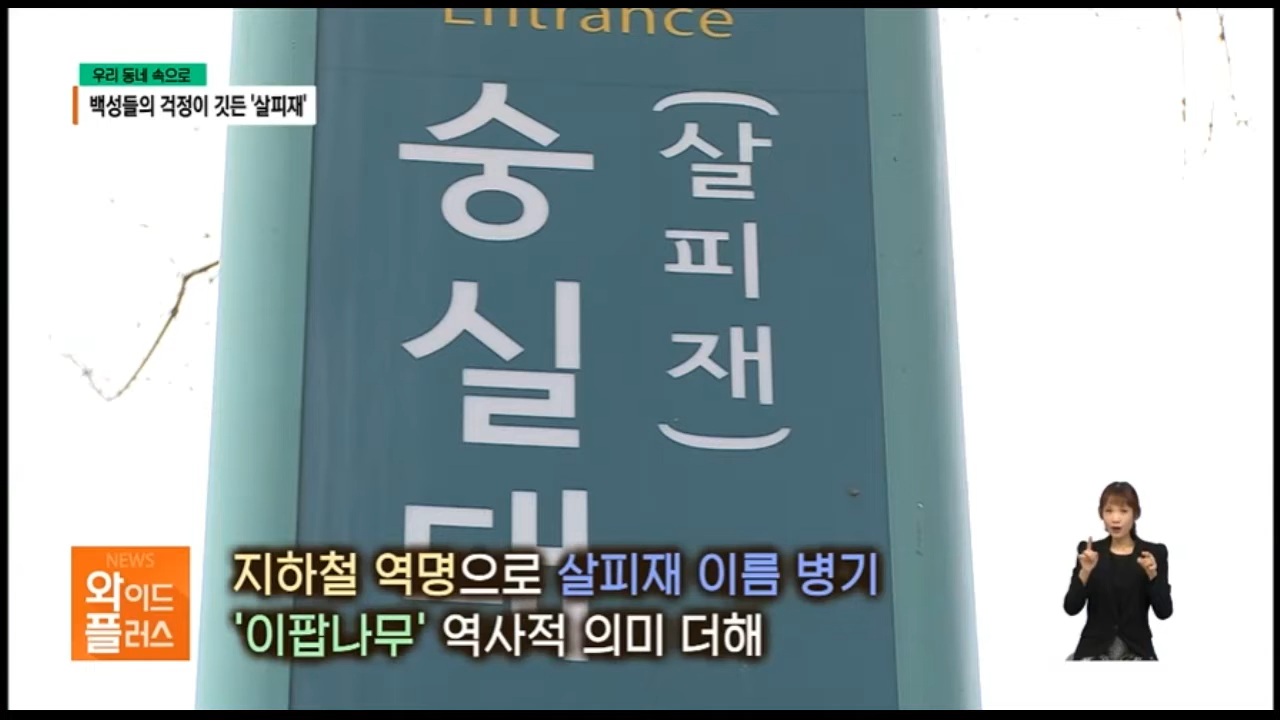 우리 동네 속으로
백성들의 걱정이 깃든 '살피재'
Entrance
숭실대
(살피재)
NEWS
와이드
플러스
지하철 역명으로 살피재 이름 병기
'이팝나무' 역사적 의미 더해